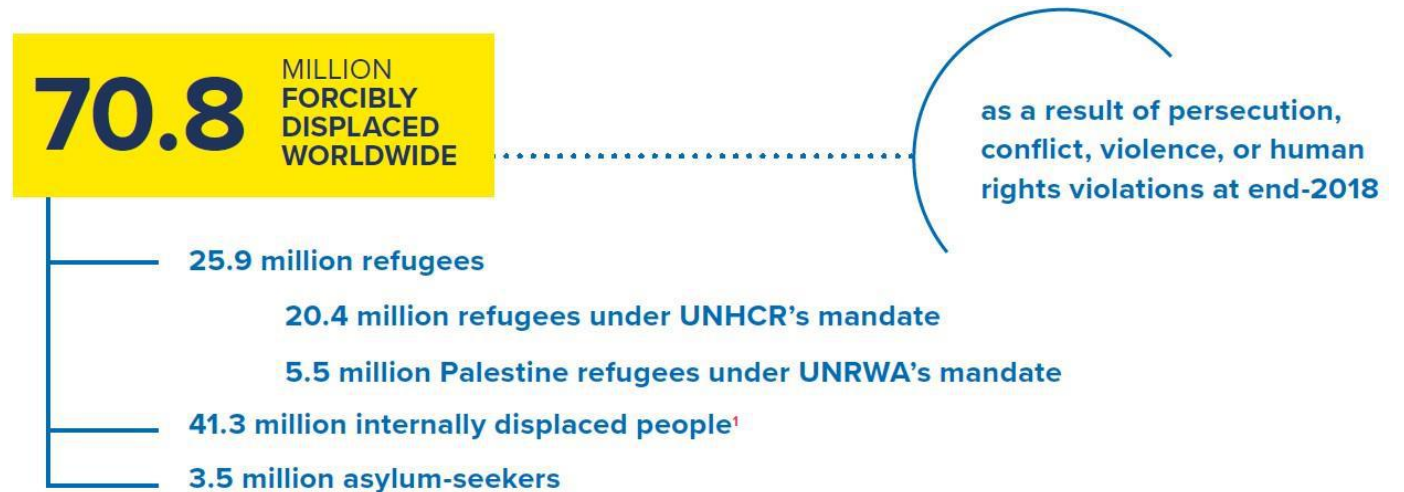 70.8
MILLION
FORCIBLY
DISPLACED
WORLDWIDE
as a result of persecution,
conflict, violence, or human
rights violations at end-2018
25.9 million refugees
20.4 million refugees under UNHCR’s mandate
5.5 million Palestine refugees under UNRWA’s mandate
41.3 million internally displaced people¹
3.5 million asylum-seekers